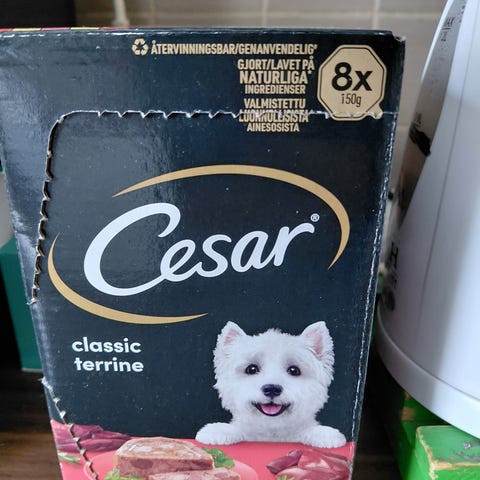 ÅTERVINNINGSBAR/GENANVENDELIG*
GJORT/LAVET PÅ
NATURLIGA*
INGREDIENSER
VALMISTETTU
LUONNOLLISISTA
AINESOSISTA
8x
150g
Cesar®
classic
terrine